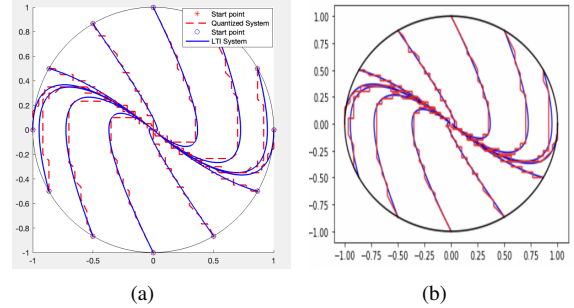 1
0.8
0.6
0.4
0.2
0
-0.2
-0.4
-0.6
-0.8
-1
-1 -0.5 0 0.5 1
Start point
Quantized System
Start point
LTI System
(a)
1.00
0.75
0.50
0.25
0.00
−0.25
−0.50
−0.75
−1.00
−1.00 −0.75 −0.50 −0.25 0.00 0.25 0.50 0.75 1.00
(b)